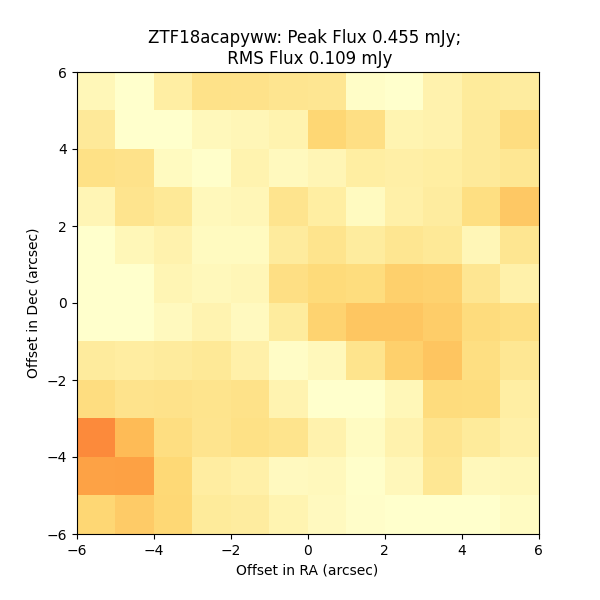 ZTF18acapyww: Peak Flux 0.455 mJy;
RMS Flux 0.109 mJy
6
4
2
0
−2
−4
−6
Offset in Dec (arcsec)
−6 −4 −2 0 2 4 6
Offset in RA (arcsec)